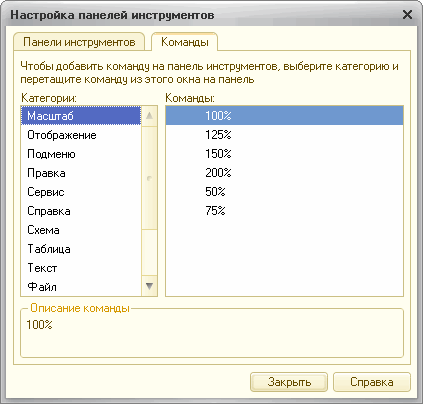 Настройка панелей инструментов
Панели инструментов
Команды
Чтобы добавить команду на панель инструментов, выберите категорию и
перетащите команду из этого окна на панель
Категории:
Команды:
Масштаб
100%
Отображение
125%
Подменю
150%
Правка
200%
Сервис
50%
Справка
75%
Схема
Таблица
Текст
Файл
Описание команды
100%
Закрыть
Справка